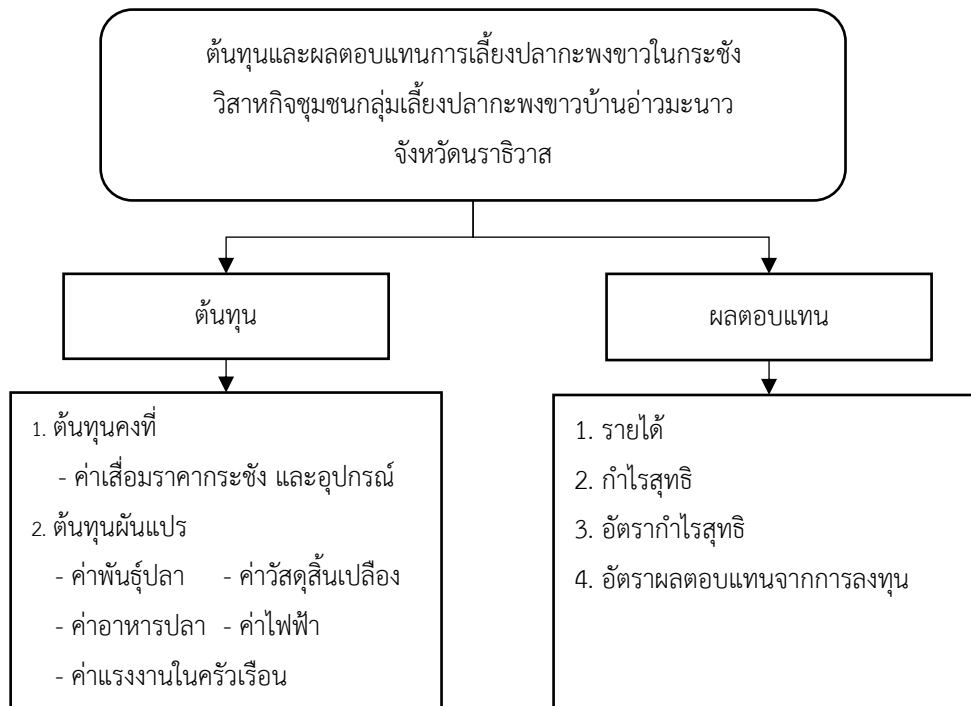 ต้นทุนและผลตอบแทนการเลี้ยงปลากะพงขาวในกระชัง
วิสาหกิจชุมชนกลุ่มเลี้ยงปลากะพงขาวบ้านอ่าวมะนาว
จังหวัดนราธิวาส
ต้นทุน
1. ต้นทุนคงที่
- ค่าเสื่อมราคากระชัง และอุปกรณ์
2. ต้นทุนผันแปร
- ค่าพันธุ์ปลา - ค่าวัสดุสิ้นเปลือง
- ค่าอาหารปลา - ค่าไฟฟ้า
- ค่าแรงงานในครัวเรือน
ผลตอบแทน
1. รายได้
2. กำไรสุทธิ
3. อัตรากำไรสุทธิ
4. อัตราผลตอบแทนจากการลงทุน